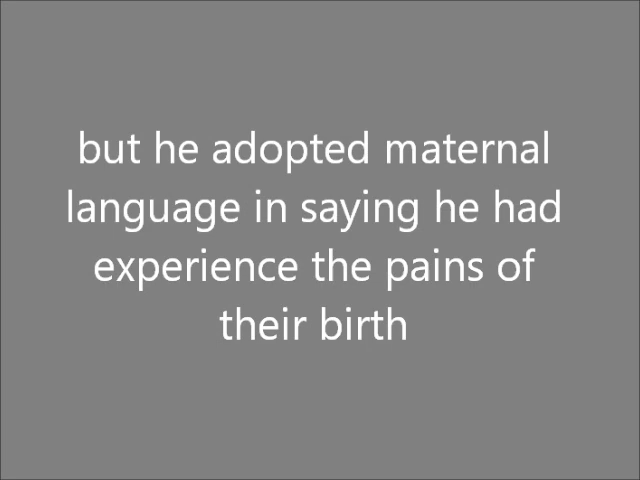 but he adopted maternal
language in saying he had
experience the pains of
their birth